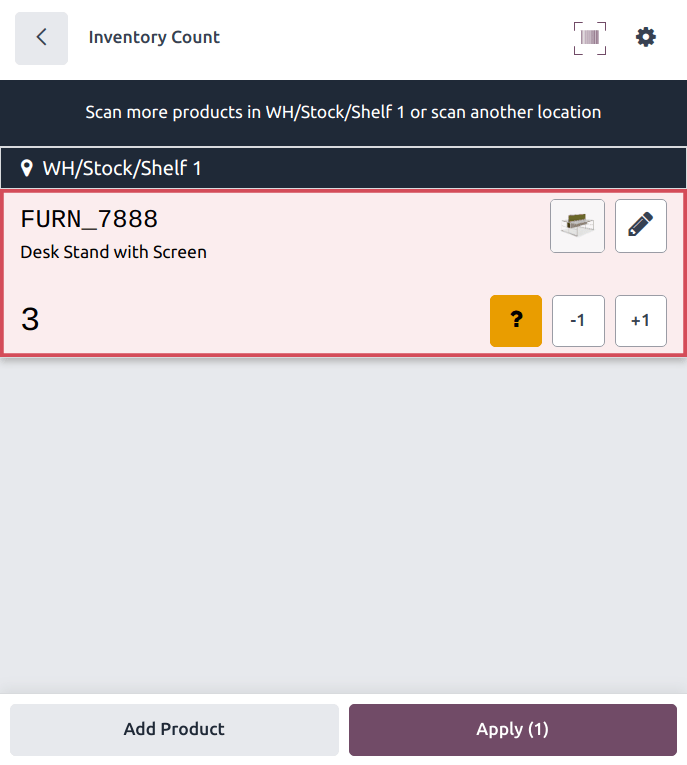 Inventory Count
Scan more products in WH/Stock/Shelf 1 or scan another location
WH/Stock/Shelf 1
FURN_7888
Desk Stand with Screen
3
?
-1
+1
Add Product
Apply (1)